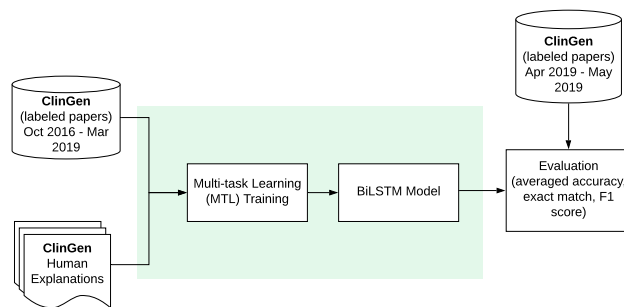 ClinGen
(labeled papers)
Oct 2016 - Mar
2019
ClinGen
Human
Explanations
Multi-task Learning
(MTL) Training
BiLSTM Model
ClinGen
(labeled papers)
Apr 2019 - May
2019
Evaluation
(averaged accuracy,
exact match, F1
score)